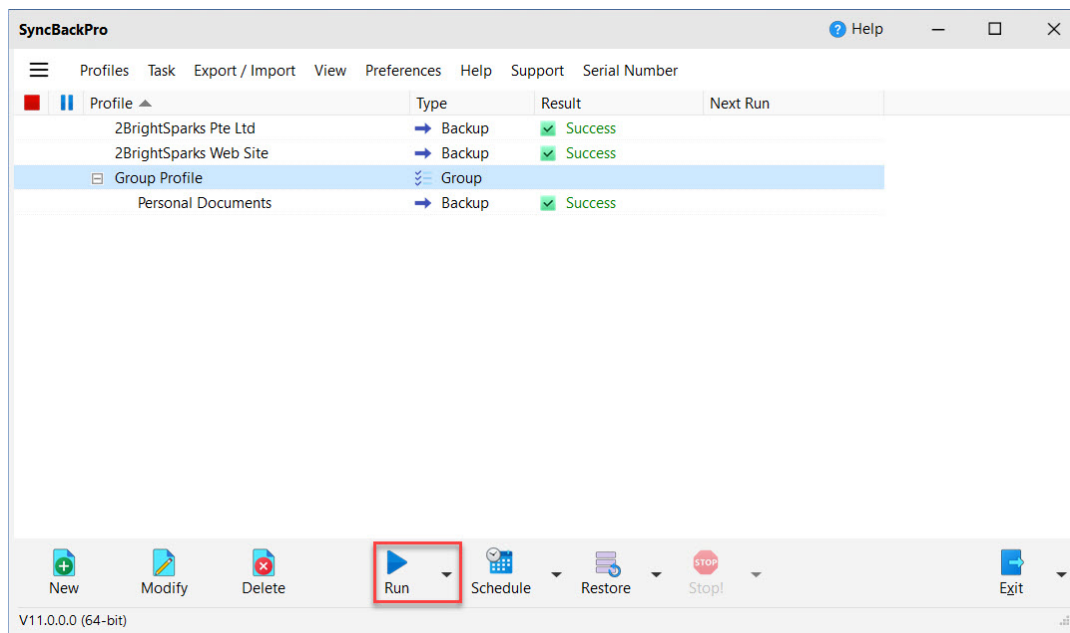 SyncBackPro ? Help
Profiles Task Export / Import View Preferences Help Support Serial Number
Profile Type Result Next Run
2BrightSparks Pte Ltd Backup Success
2BrightSparks Web Site Backup Success
Group Profile Group
Personal Documents Backup Success
STOP
New Modify Delete Run Schedule Restore Stop! Exit
V11.0.0.0 (64-bit)